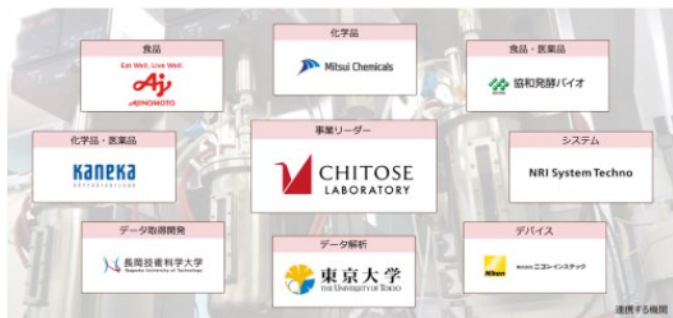 食品
Eat Well, Live Well.
Aj
AJINOMOTO
化学品
Mitsui Chemicals
食品・医薬品
協和発酵バイオ
化学品・医薬品
kaneka
事業リーダー
CHITOSE
LABORATORY
システム
NRI System Techno
データ取得開発
長岡技術科学大学
Nagaoka University of Technology
データ解析
東京大学
THE UNIVERSITY OF TOKYO
デバイス
Nikon
株式会社 ニコンインステック
連携する機関